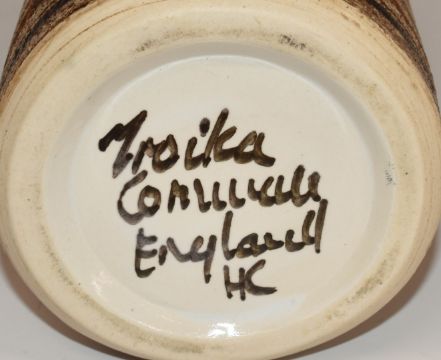 Troika
Cornwall
England
HC